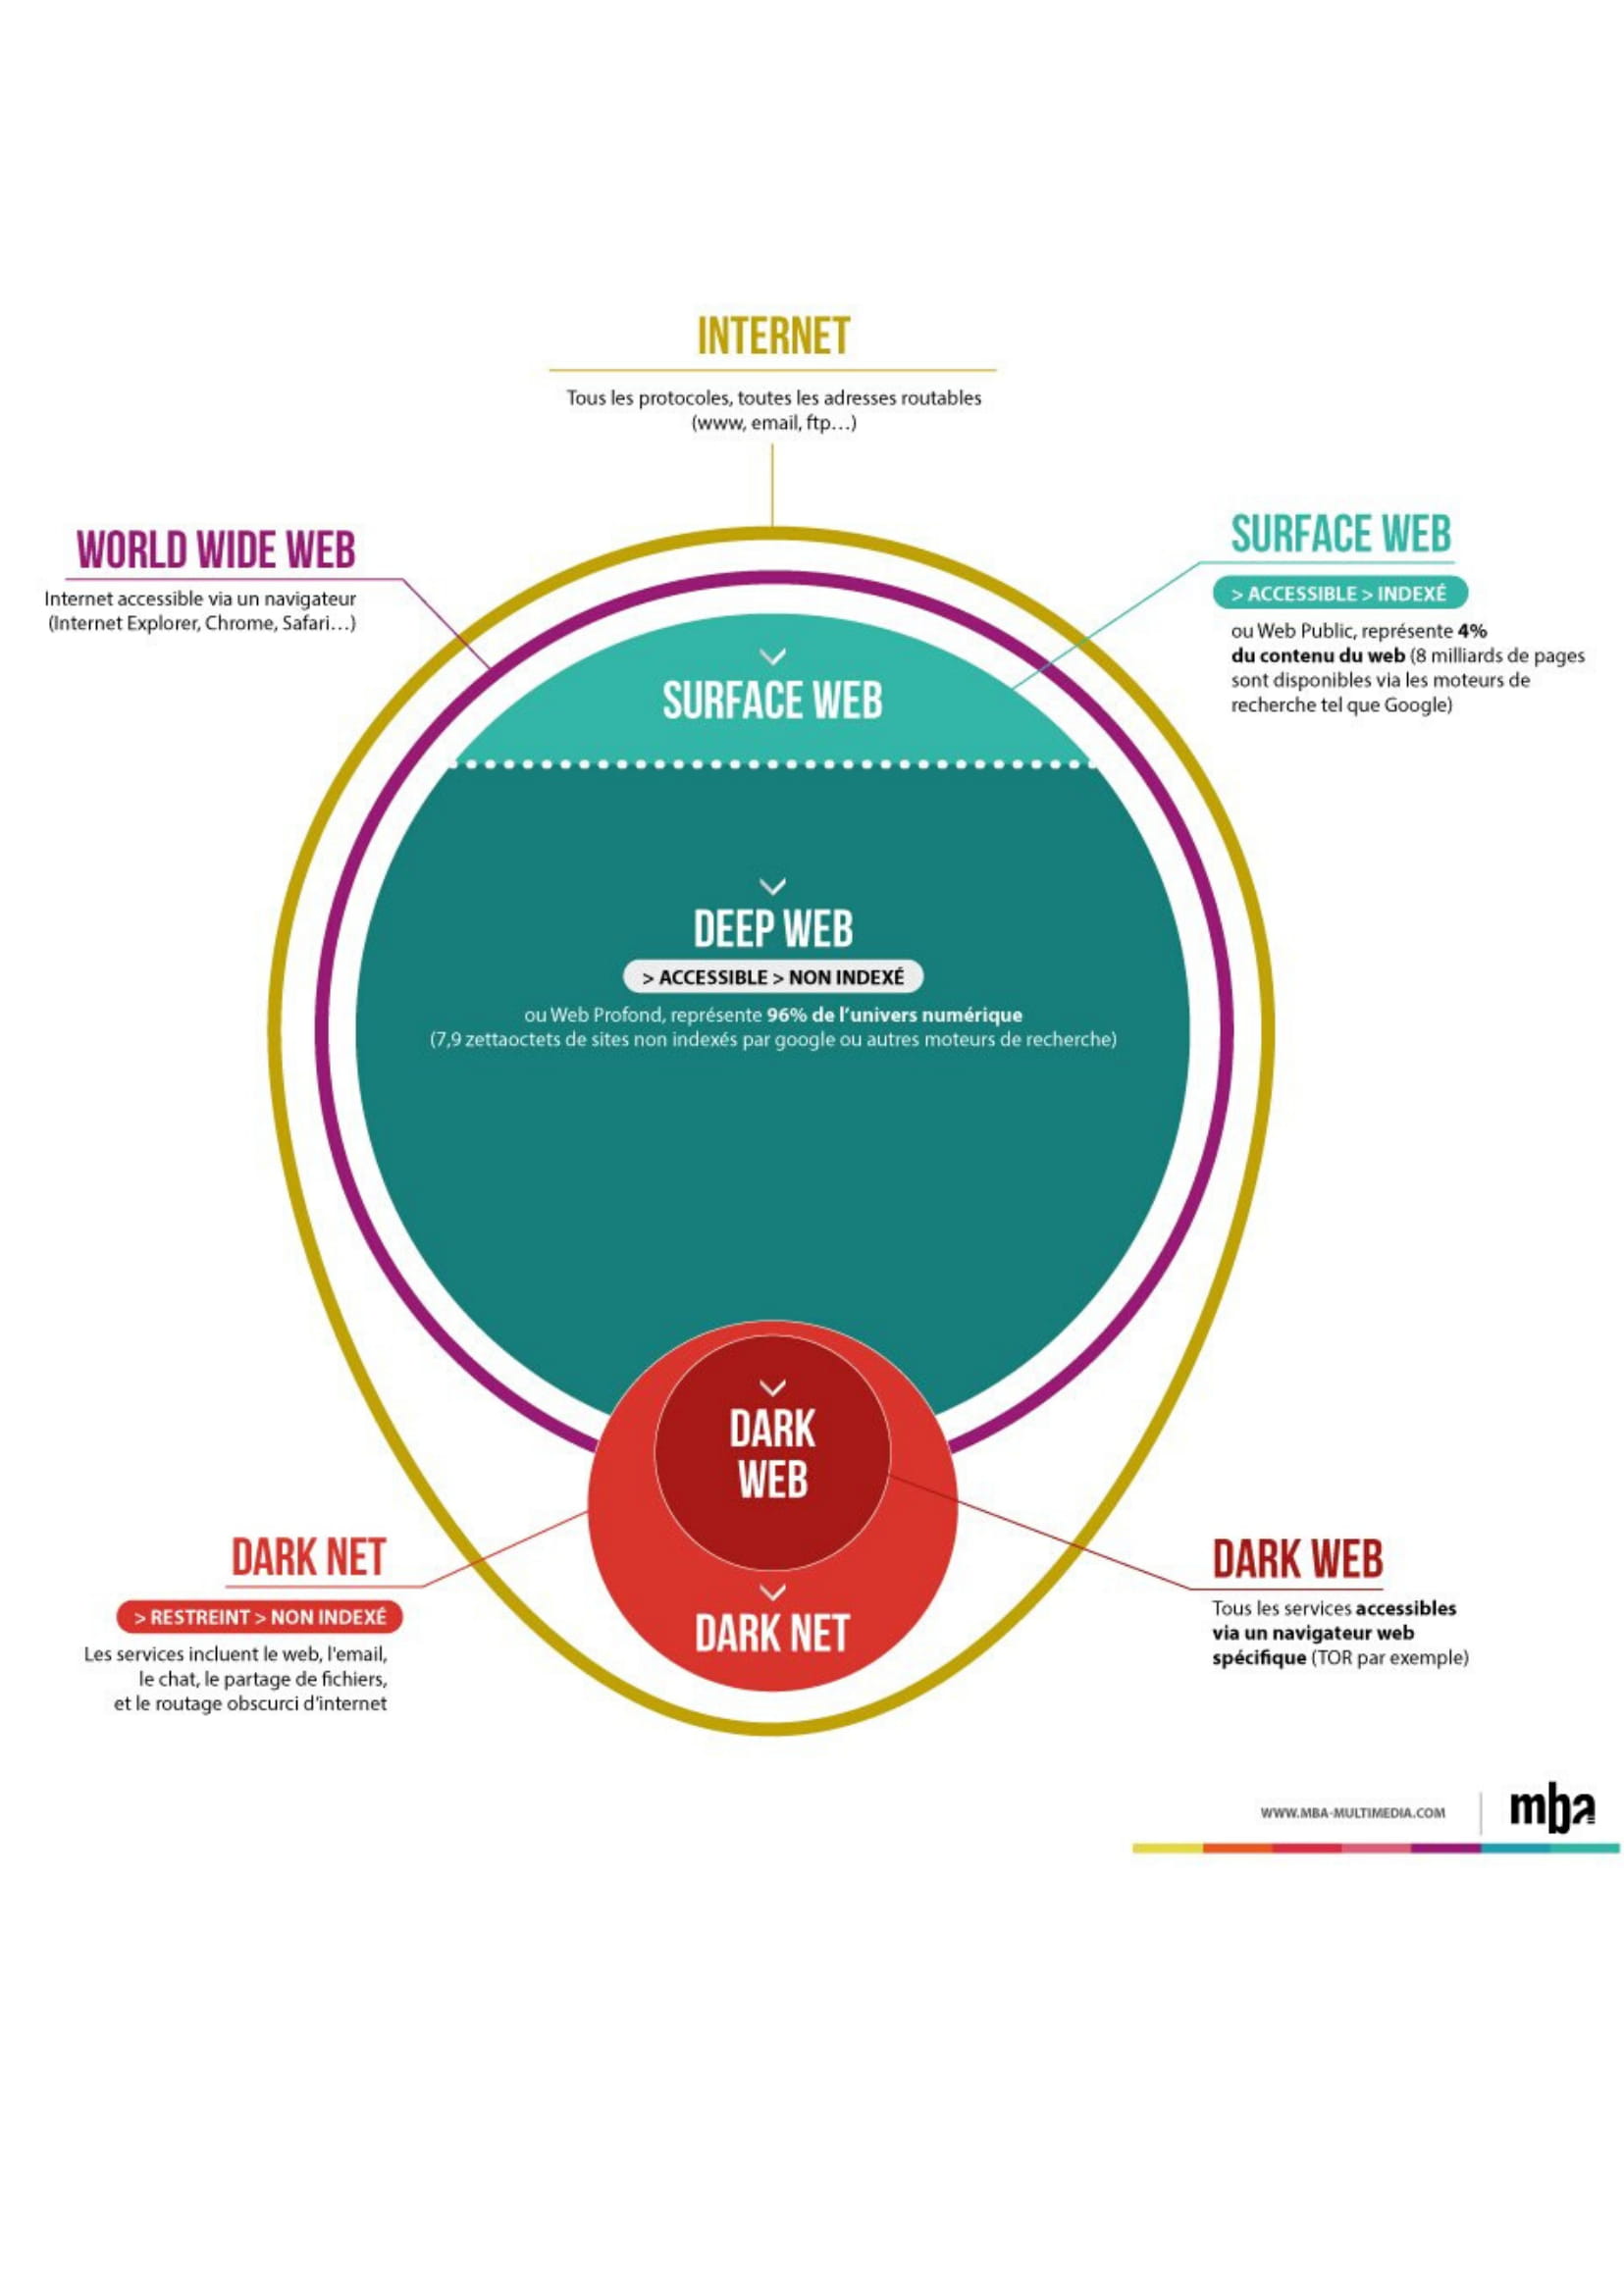 INTERNET
Tous les protocoles, toutes les adresses routables
(www, email, ftp...)
WORLD WIDE WEB
Internet accessible via un navigateur
(Internet Explorer, Chrome, Safari...)
SURFACE WEB
> ACCESSIBLE > INDEXÉ
ou Web Public, représente 4%
du contenu du web (8 milliards de pages
sont disponibles via les moteurs de
recherche tel que Google)
SURFACE WEB
DEEP WEB
> ACCESSIBLE > NON INDEXÉ
ou Web Profond, représente 96% de l'univers numérique
(7,9 zettaoctets de sites non indexés par google ou autres moteurs de recherche)
DARK
WEB
DARK NET
DARK NET
> RESTREINT > NON INDEXÉ
Les services incluent le web, l'email,
le chat, le partage de fichiers,
et le routage obscurci d'internet
DARK WEB
Tous les services accessibles
via un navigateur web
spécifique (TOR par exemple)
WWW.MBA-MULTIMEDIA.COM
mba